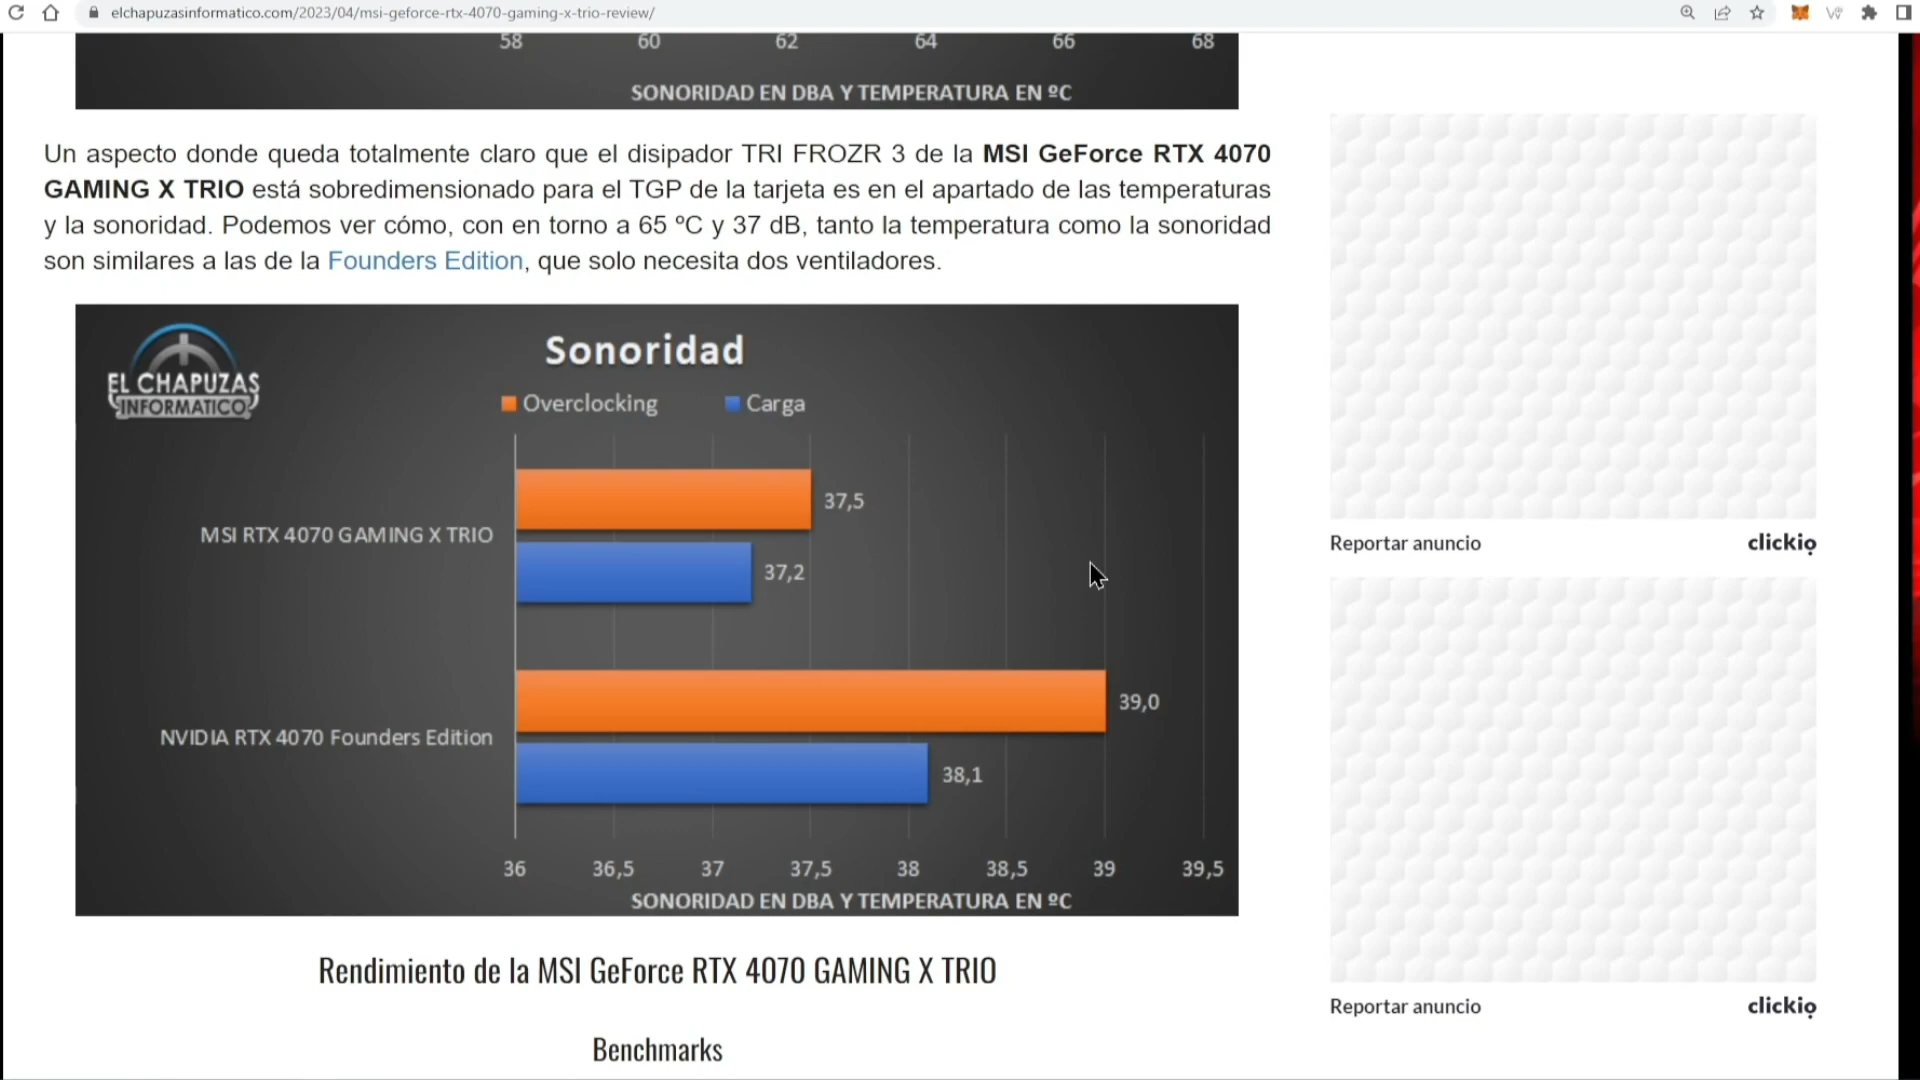 elchapuzasinformatico.com/2023/04/msi-geforce-rtx-4070-gaming-x-trio-review/
58 60 62 64 66 68
SONORIDAD EN DBA Y TEMPERATURA EN ºC
Un aspecto donde queda totalmente claro que el disipador TRI FROZR 3 de la MSI GeForce RTX 4070
GAMING X TRIO está sobredimensionado para el TGP de la tarjeta es en el apartado de las temperaturas
y la sonoridad. Podemos ver cómo, con en torno a 65 ºC y 37 dB, tanto la temperatura como la sonoridad
son similares a las de la Founders Edition, que solo necesita dos ventiladores.
EL CHAPUZAS
INFORMATICO
Sonoridad
Overclocking Carga
MSI RTX 4070 GAMING X TRIO
37,5
37,2
NVIDIA RTX 4070 Founders Edition
39,0
38,1
36 36,5 37 37,5 38 38,5 39 39,5
SONORIDAD EN DBA Y TEMPERATURA EN ºC
Rendimiento de la MSI GeForce RTX 4070 GAMING X TRIO
Benchmarks
Reportar anuncio clickio
Reportar anuncio clickio